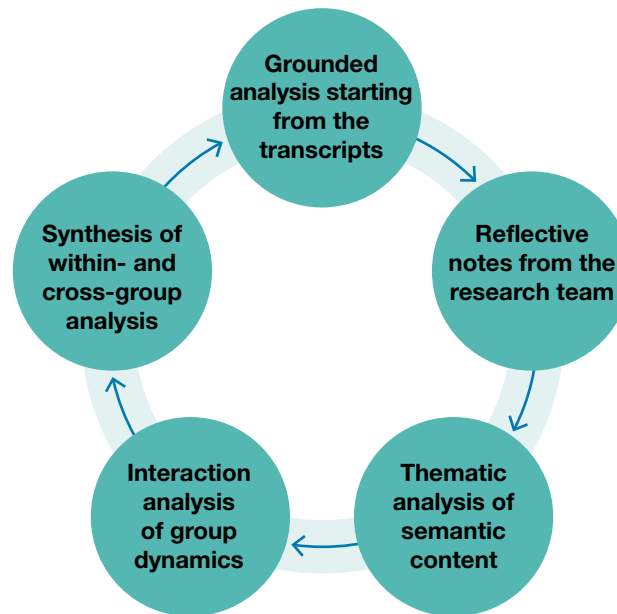 Grounded
analysis starting
from the
transcripts
Reflective
notes from the
research team
Thematic
analysis of
semantic
content
Interaction
analysis
of group
dynamics
Synthesis of
within- and
cross-group
analysis